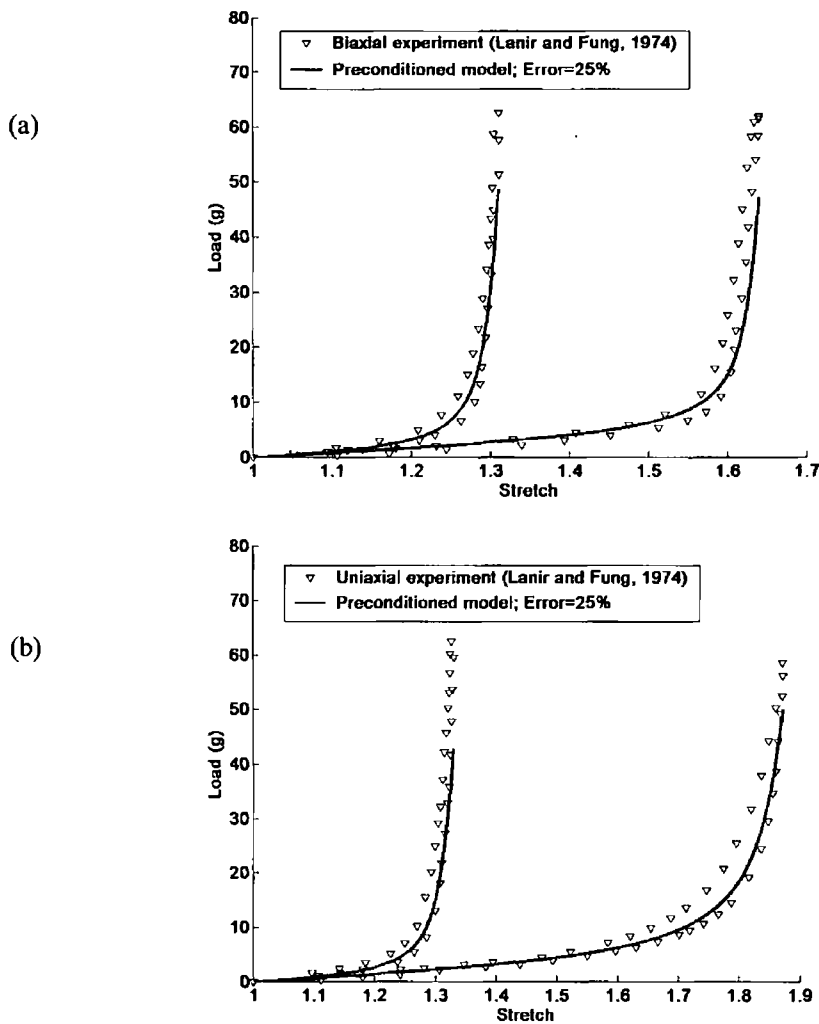 (a)
80
70
60
50
40
30
20
10
0
Load (g)
▽ Biaxial experiment (Lanir and Fung, 1974)
— Preconditioned model; Error=25%
1 1.1 1.2 1.3 1.4 1.5 1.6 1.7
Stretch
(b)
80
70
60
50
40
30
20
10
0
Load (g)
▽ Uniaxial experiment (Lanir and Fung, 1974)
— Preconditioned model; Error=25%
1 1.1 1.2 1.3 1.4 1.5 1.6 1.7 1.8 1.9
Stretch